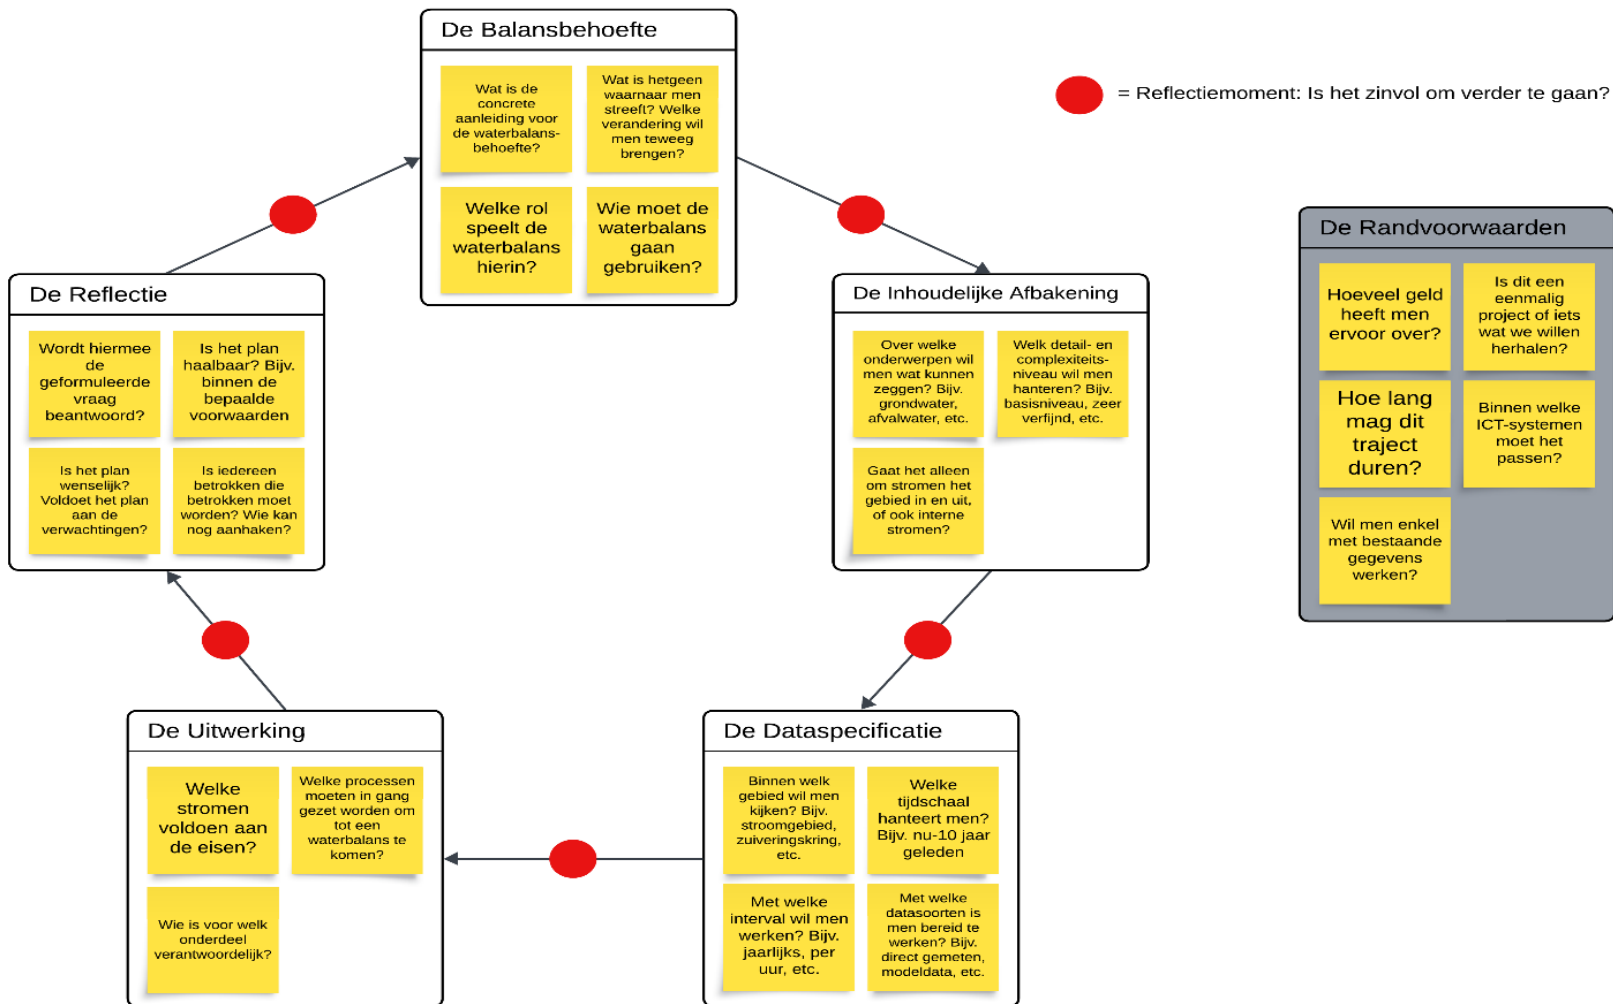 De Balansbehoefte
Wat is de
concrete
aanleiding voor
de waterbalans-
behoefte?
Wat is hetgeen
waarnaar men
streeft? Welke
verandering wil
men teweeg
brengen?
Welke rol
speelt de
waterbalans
hierin?
Wie moet de
waterbalans
gaan
gebruiken?
= Reflectiemoment: Is het zinvol om verder te gaan?
De Reflectie
Wordt hiermee
de
geformuleerde
vraag
beantwoord?
Is het plan
haalbaar? Bijv.
binnen de
bepaalde
voorwaarden
Is het plan
wenselijk?
Voldoet het plan
aan de
verwachtingen?
Is iedereen
betrokken die
betrokken moet
worden? Wie kan
nog aanhaken?
De Inhoudelijke Afbakening
Over welke
onderwerpen wil
men wat kunnen
zeggen? Bijv.
grondwater,
afvalwater, etc.
Welk detail- en
complexiteits-
niveau wil men
hanteren? Bijv.
basisniveau, zeer
verfijnd, etc.
Gaat het alleen
om stromen het
gebied in en uit,
of ook interne
stromen?
De Randvoorwaarden
Hoeveel geld
heeft men
ervoor over?
Is dit een
eenmalig
project of iets
wat we willen
herhalen?
Hoe lang
mag dit
traject
duren?
Binnen welke
ICT-systemen
moet het
passen?
Wil men enkel
met bestaande
gegevens
werken?
De Uitwerking
Welke
stromen
voldoen aan
de eisen?
Welke processen
moeten in gang
gezet worden om
tot een
waterbalans te
komen?
Wie is voor welk
onderdeel
verantwoordelijk?
De Dataspecificatie
Binnen welk
gebied wil men
kijken? Bijv.
stroomgebied,
zuiveringskring,
etc.
Welke
tijdschaal
hanteert men?
Bijv. nu-10 jaar
geleden
Met welke
interval wil men
werken? Bijv.
jaarlijks, per
uur, etc.
Met welke
datasoorten is
men bereid te
werken? Bijv.
direct gemeten,
modeldata, etc.